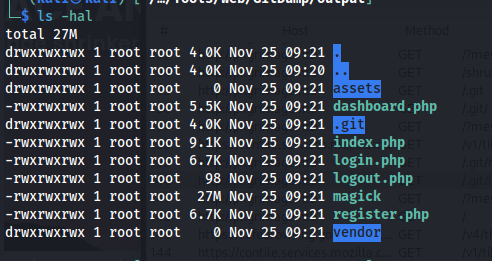 ls -hal
total 27M
drwxrwxrwx 1 root root 4.0K Nov 25 09:21 .
drwxrwxrwx 1 root root 4.0K Nov 25 09:20 ..
drwxrwxrwx 1 root root 0 Nov 25 09:21 assets
-rwxrwxrwx 1 root root 5.5K Nov 25 09:21 dashboard.php
drwxrwxrwx 1 root root 4.0K Nov 25 09:21 .git
-rwxrwxrwx 1 root root 9.1K Nov 25 09:21 index.php
-rwxrwxrwx 1 root root 6.7K Nov 25 09:21 login.php
-rwxrwxrwx 1 root root 98 Nov 25 09:21 logout.php
-rwxrwxrwx 1 root root 27M Nov 25 09:21 magick
-rwxrwxrwx 1 root root 6.7K Nov 25 09:21 register.php
drwxrwxrwx 1 root root 0 Nov 25 09:21 vendor